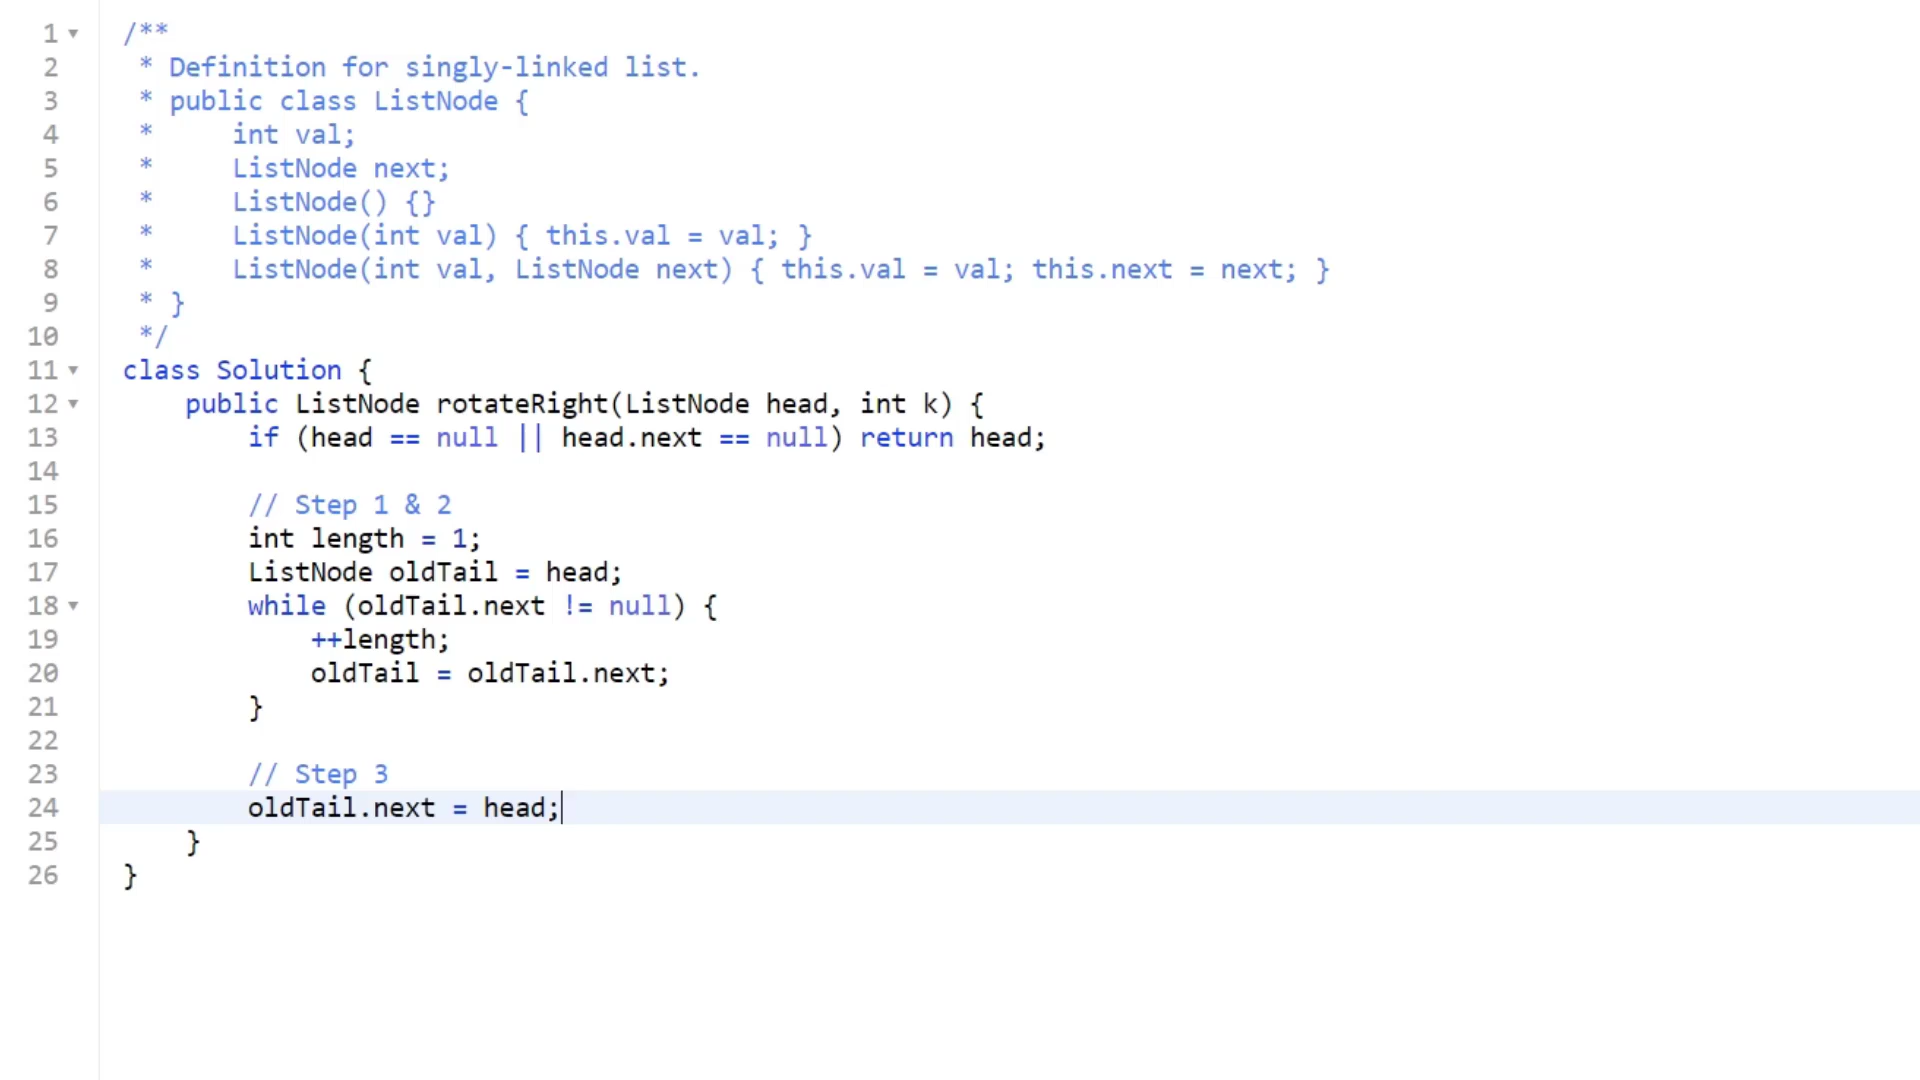 1 /**
2 * Definition for singly-linked list.
3 * public class ListNode {
4 * int val;
5 * ListNode next;
6 * ListNode() {}
7 * ListNode(int val) { this.val = val; }
8 * ListNode(int val, ListNode next) { this.val = val; this.next = next; }
9 * }
10 */
11 class Solution {
12 public ListNode rotateRight(ListNode head, int k) {
13 if (head == null || head.next == null) return head;
14
15 // Step 1 & 2
16 int length = 1;
17 ListNode oldTail = head;
18 while (oldTail.next != null) {
19 ++length;
20 oldTail = oldTail.next;
21 }
22
23 // Step 3
24 oldTail.next = head;
25 }
26 }